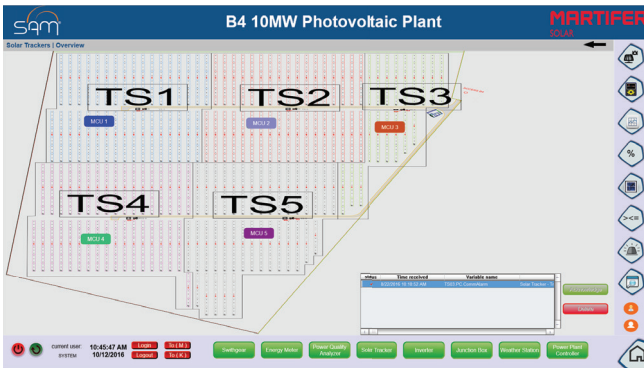 SAM
B4 10MW Photovoltaic Plant
MARTIFER
SOLAR
Solar Trackers | Overview
TS1
TS2
TS3
MCU 1
MCU 2
MCU 3
TS4
TS5
MCU 4
MCU 5
%
><=
Time received
Variable name
TS03 PC Connections
Solar Tracker
current user:
SYSTEM
10:45:47 AM
10/12/2016
Login
Logout
To ( M )
To ( K )
Swithgear
Energy Meter
Power Quality
Analyzer
Solar Tracker
Inverter
Junction Box
Weather Station
Power Plant
Controller